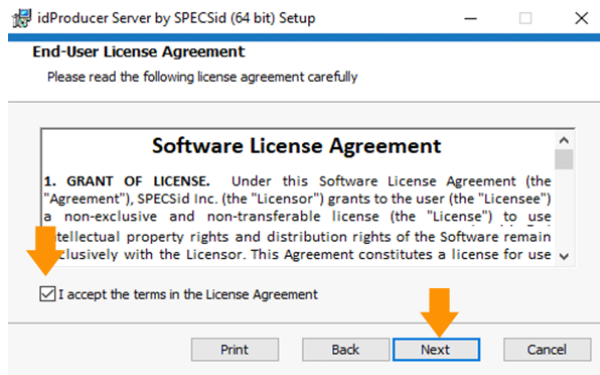 idProducer Server by SPECSid (64 bit) Setup
End-User License Agreement
Please read the following license agreement carefully
Software License Agreement
1. GRANT OF LICENSE. Under this Software License Agreement (the
"Agreement"), SPECSid Inc. (the "Licensor") grants to the user (the "Licensee")
a non-exclusive and non-transferable license (the "License") to use
intellectual property rights and distribution rights of the Software remain
exclusively with the Licensor. This Agreement constitutes a license for use
I accept the terms in the License Agreement
Print Back Next Cancel